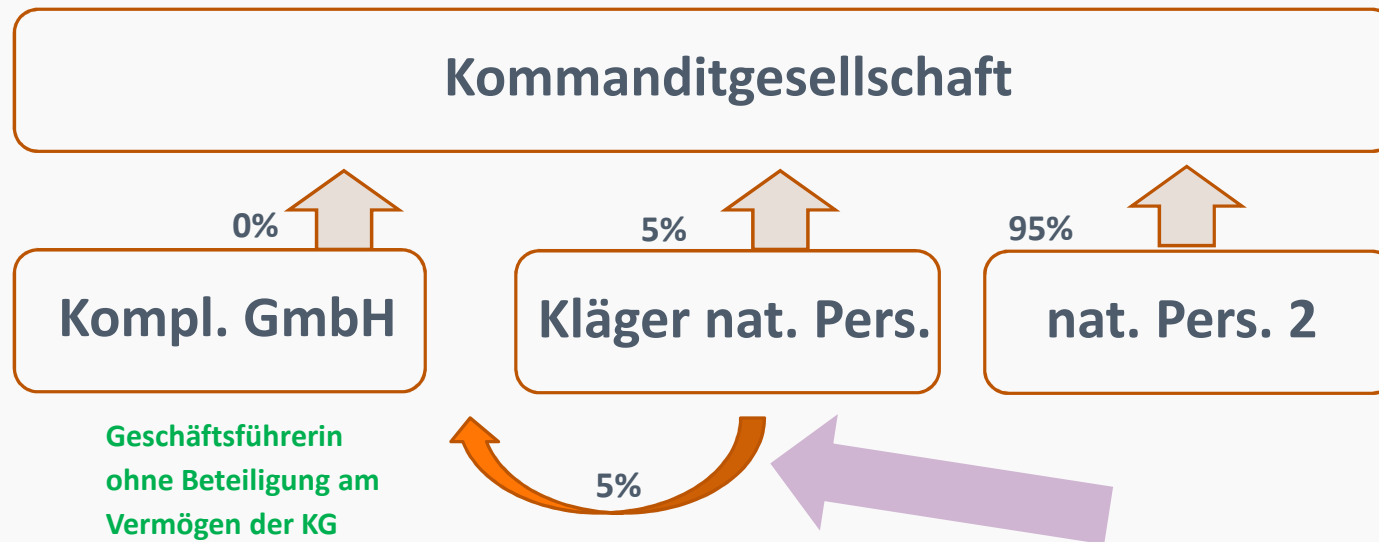 Kommanditgesellschaft
0%
5%
95%
Kompl. GmbH
Kläger nat. Pers.
nat. Pers. 2
Geschäftsführerin
ohne Beteiligung am
Vermögen der KG
5%